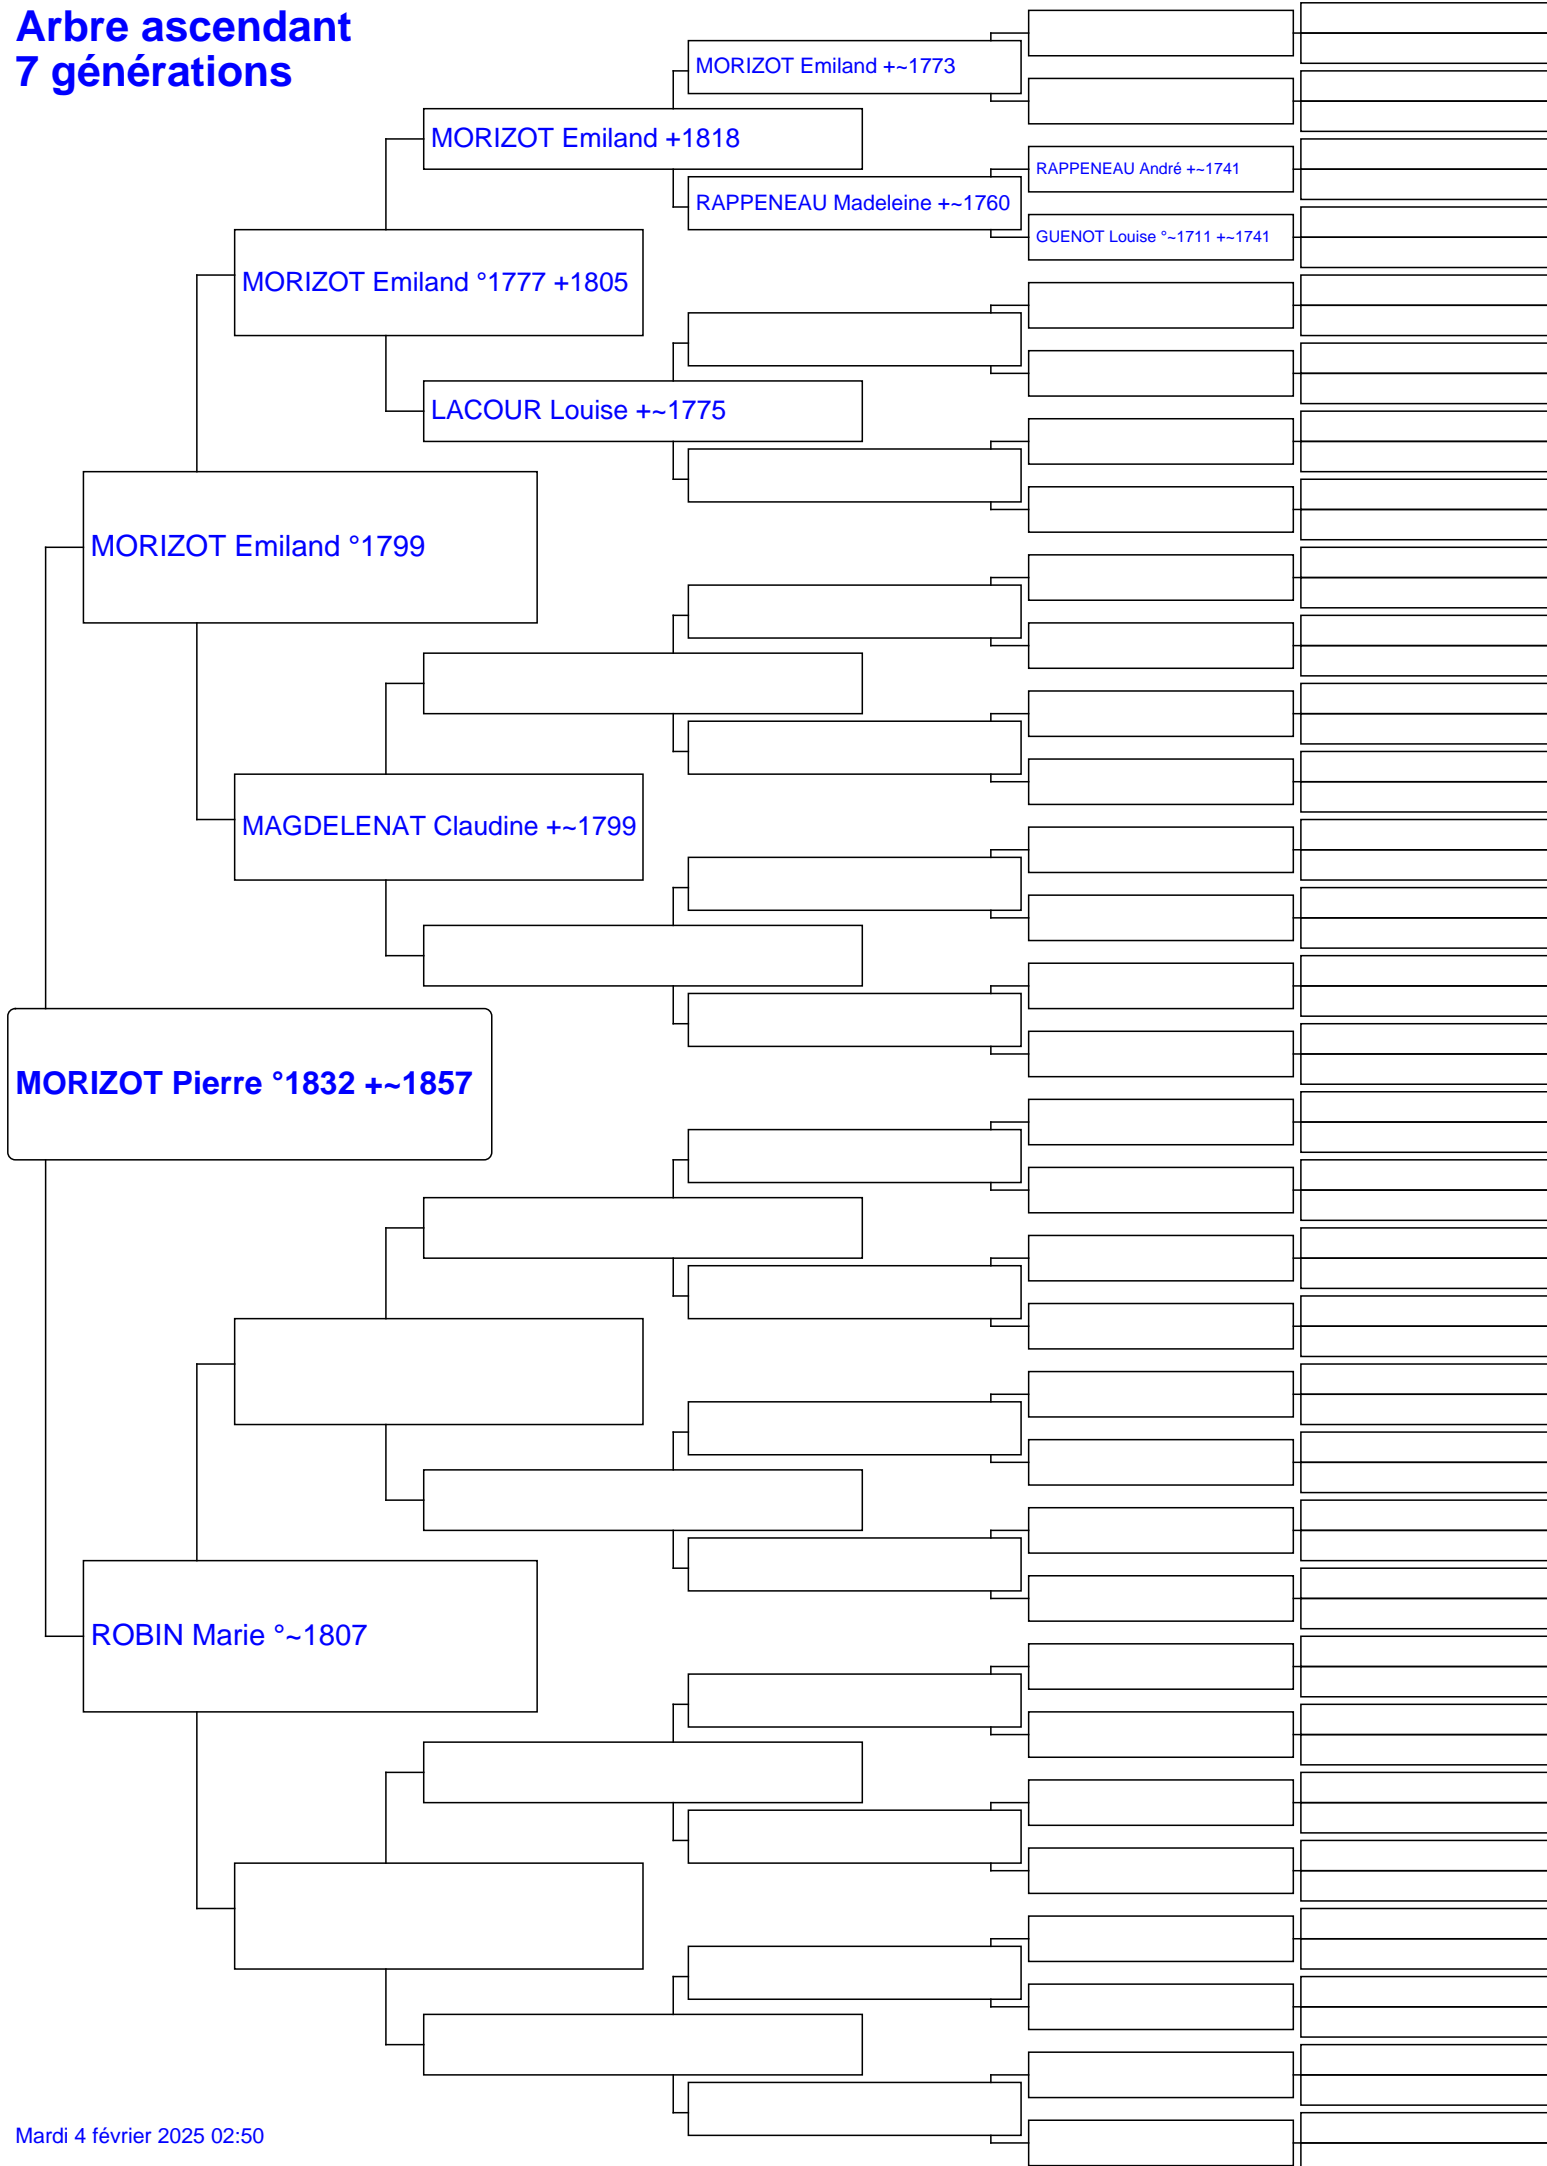 Arbre ascendant
7 générations
MORIZOT Emiland +~1773
MORIZOT Emiland +1818
RAPPENEAU André +~1741
RAPPENEAU Madeleine +~1760
GUENOT Louise °~1711 +~1741
MORIZOT Emiland °1777 +1805
LACOUR Louise +~1775
MORIZOT Emiland °1799
MAGDELENAT Claudine +~1799
MORIZOT Pierre °1832 +~1857
ROBIN Marie °~1807
Mardi 4 février 2025 02:50